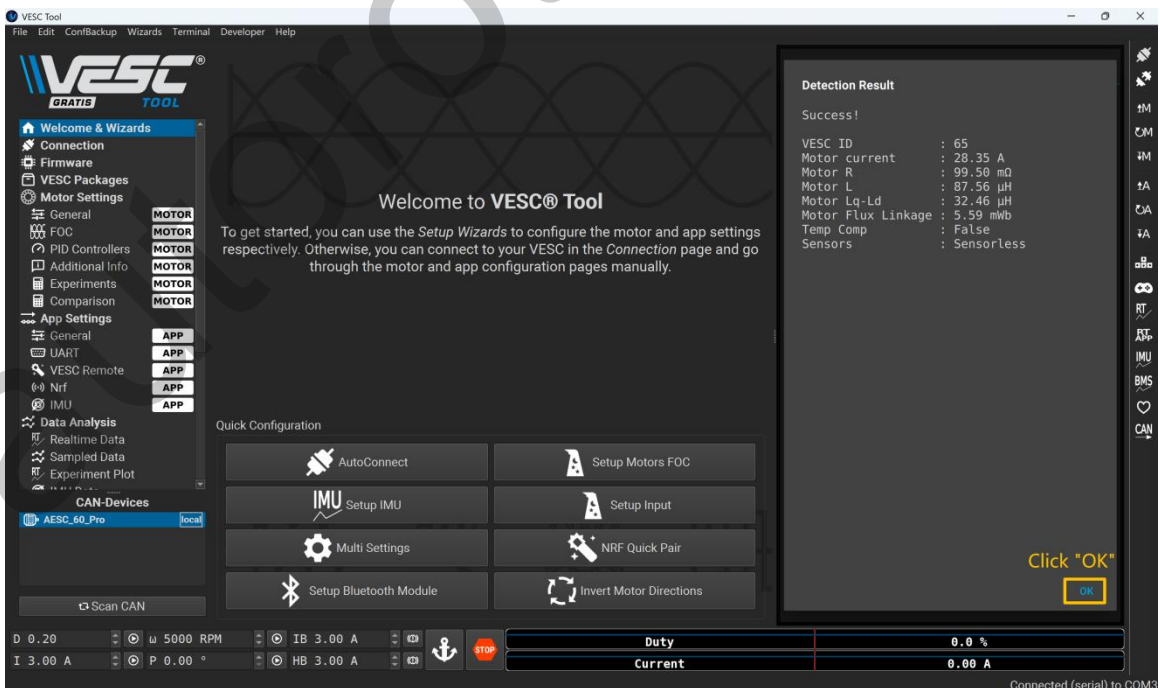 VESC Tool
File Edit ConfBackup Wizards Terminal Developer Help
VESC®
GRATIS TOOL
Welcome & Wizards
Connection
Firmware
VESC Packages
Motor Settings
General MOTOR
FOC MOTOR
PID Controllers MOTOR
Additional Info MOTOR
Experiments MOTOR
Comparison MOTOR
App Settings
General APP
UART APP
VESC Remote APP
Nrf APP
IMU APP
Data Analysis
Realtime Data
Sampled Data
Experiment Plot
CAN-Devices
AESC_60_Pro local
Scan CAN
Welcome to VESC® Tool
To get started, you can use the Setup Wizards to configure the motor and app settings
respectively. Otherwise, you can connect to your VESC in the Connection page and go
through the motor and app configuration pages manually.
Quick Configuration
AutoConnect Setup Motors FOC
IMU Setup IMU Setup Input
Multi Settings NRF Quick Pair
Setup Bluetooth Module Invert Motor Directions
Detection Result
Success!
VESC ID : 65
Motor current : 28.35 A
Motor R : 99.50 mΩ
Motor L : 87.56 µH
Motor Lq-Ld : 32.46 µH
Motor Flux Linkage : 5.59 mWb
Temp Comp : False
Sensors : Sensorless
Click "OK"
OK
M
M
M
A
A
A
RT
RT
APP
IMU
BMS
CAN
D 0.20 ω 5000 RPM IB 3.00 A
I 3.00 A P 0.00 ° HB 3.00 A
STOP
Duty 0.0 %
Current 0.00 A
Connected (serial) to COM3